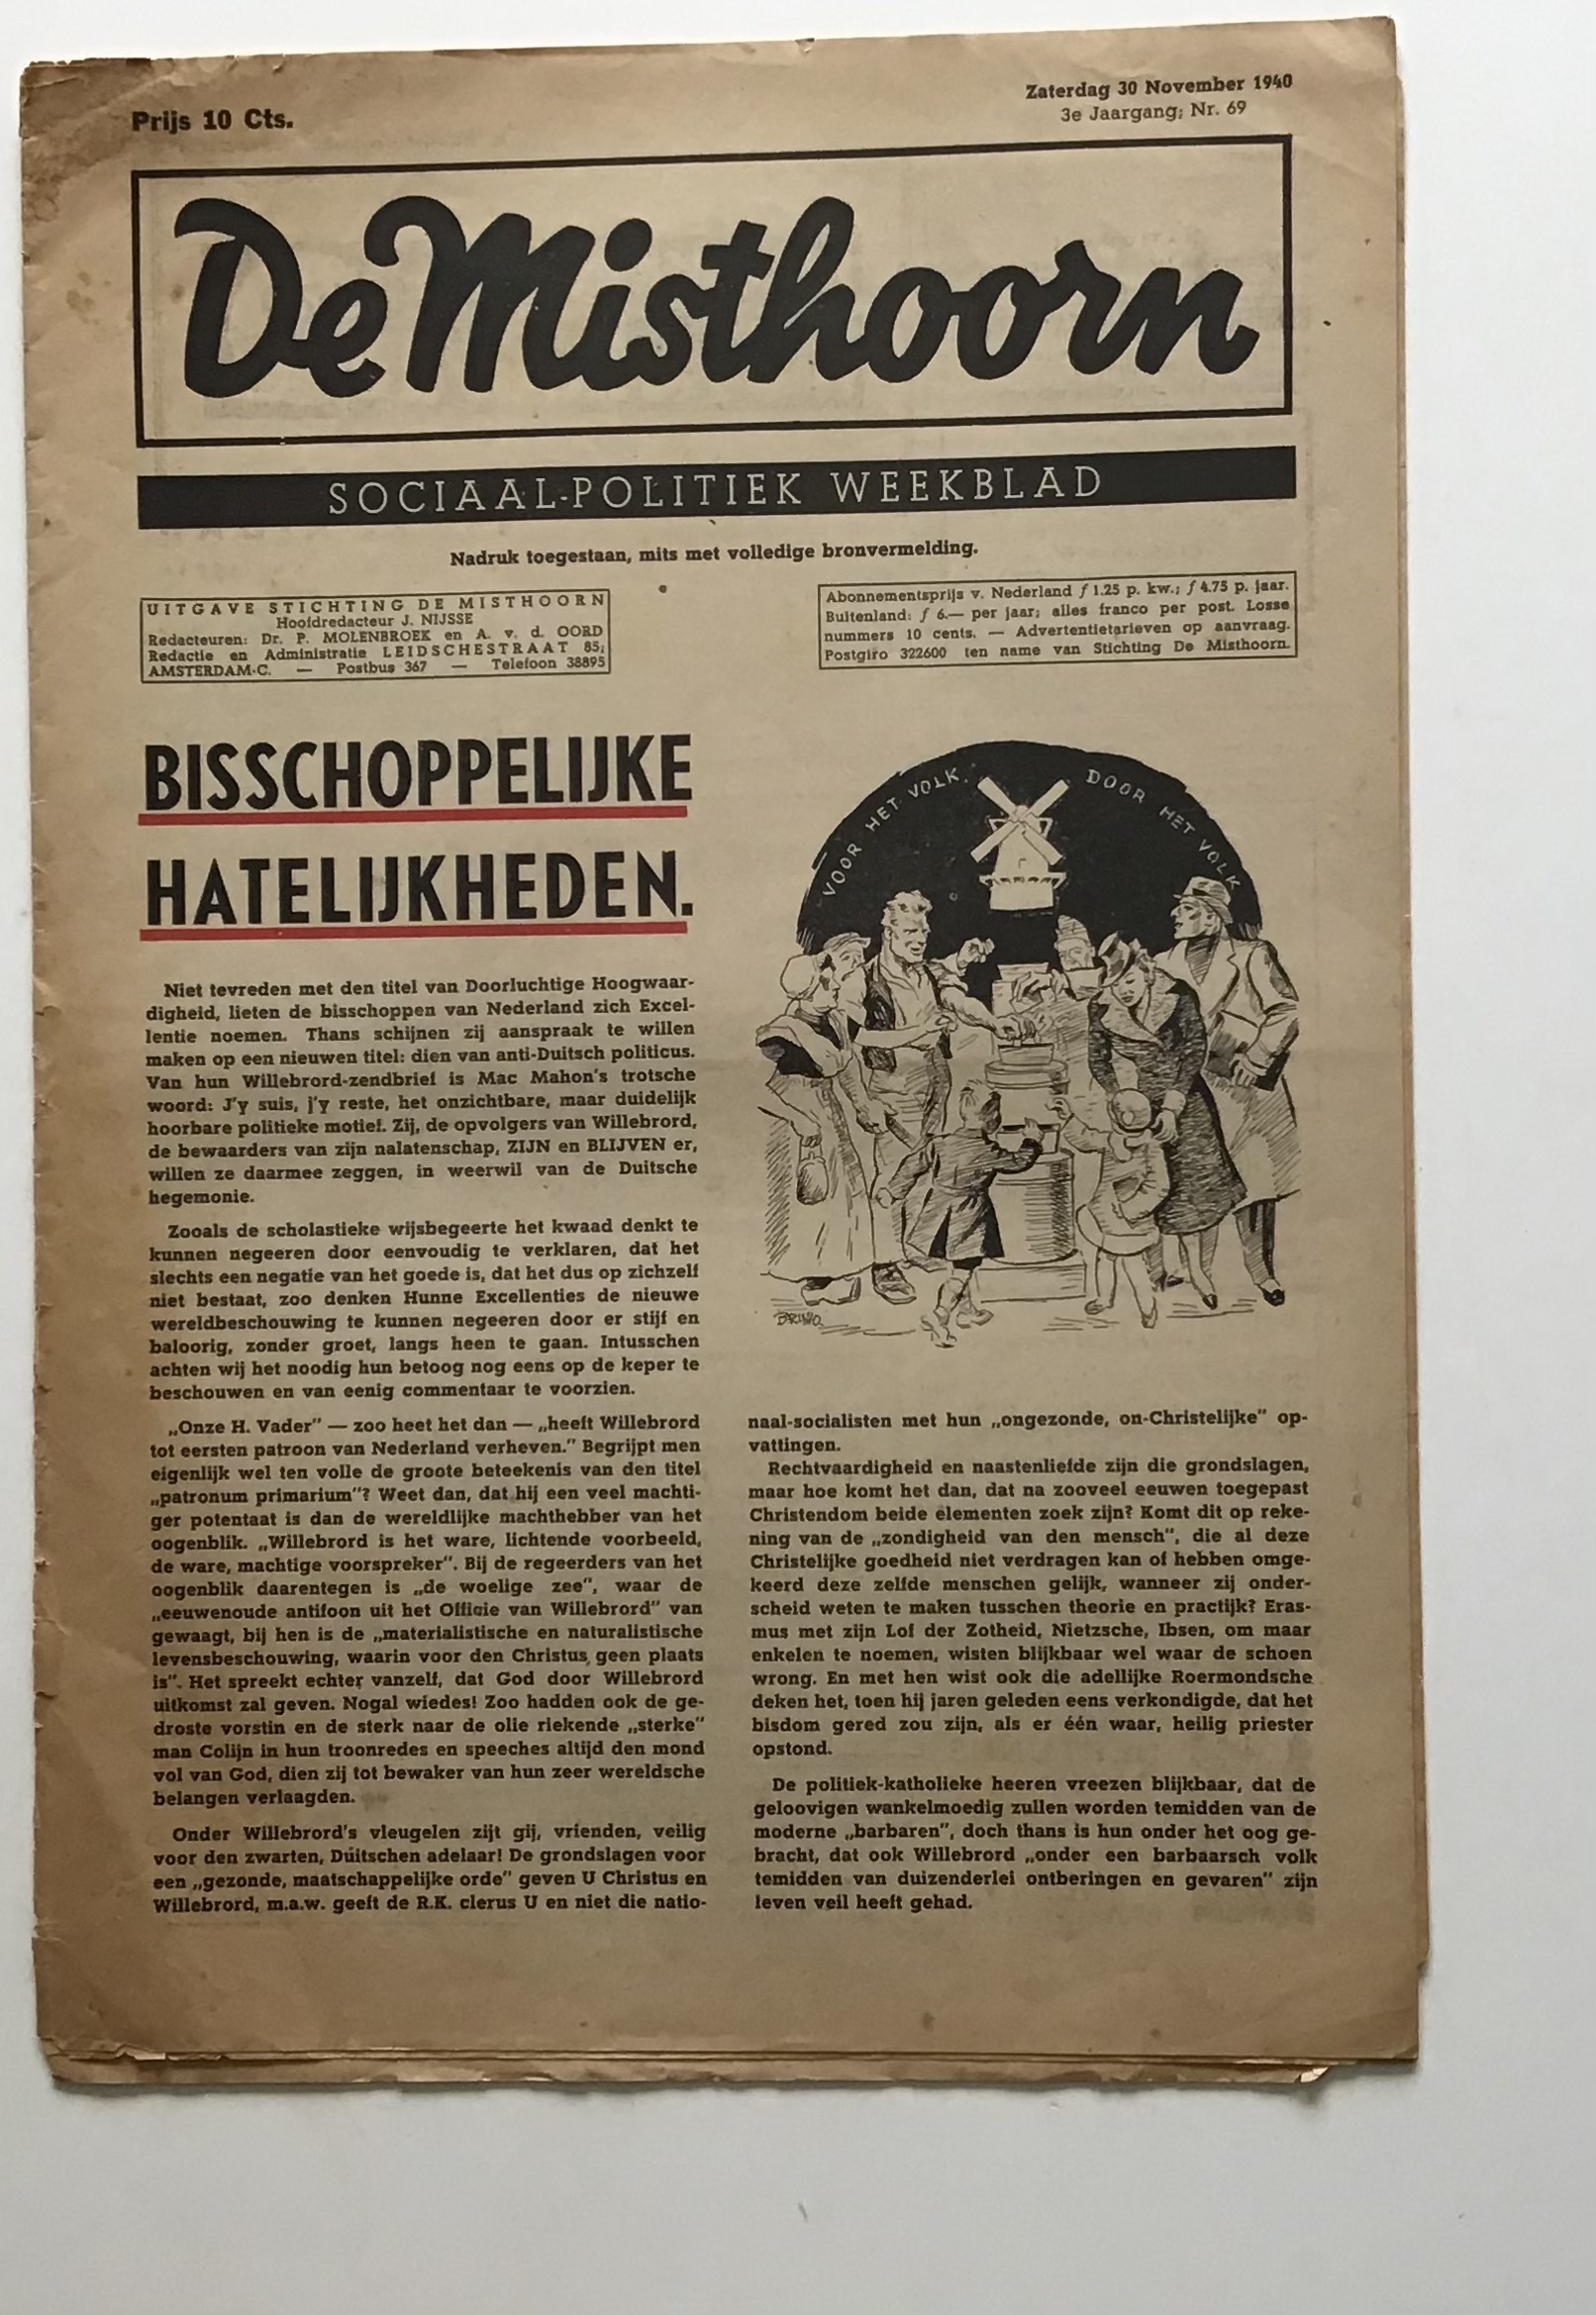 Prijs 10 Cts.
Zaterdag 30 November 1940
3e Jaargang; Nr. 69
De Misthoorn
SOCIAAL-POLITIEK WEEKBLAD
Nadruk toegestaan, mits met volledige bronvermelding.
UITGAVE STICHTING DE MISTHOORN
Hoofdredacteur J. NIJSSE
Redacteuren: Dr. P. MOLENBROEK en A. v. d. OORD
Redactie en Administratie LEIDSCHESTRAAT 85;
AMSTERDAM-C. — Postbus 367 — Telefoon 38895
Abonnementsprijs v. Nederland ƒ 1.25 p. kw.; ƒ 4.75 p. jaar.
Buitenland: ƒ 6.— per jaar; alles franco per post. Losse
nummers 10 cents. — Advertentietarieven op aanvraag.
Postgiro 322600 ten name van Stichting De Misthoorn.
BISSCHOPPELIJKE
HATELIJKHEDEN.
VOOR HET VOLK.
DOOR HET VOLK
BRUNO.
Niet tevreden met den titel van Doorluchtige Hoogwaar-
digheid, lieten de bisschoppen van Nederland zich Excel-
lentie noemen. Thans schijnen zij aanspraak te willen
maken op een nieuwen titel: dien van anti-Duitsch politicus.
Van hun Willebrord-zendbrief is Mac Mahon's trotsche
woord: J'y suis, j'y reste, het onzichtbare, maar duidelijk
hoorbare politieke motief. Zij, de opvolgers van Willebrord,
de bewaarders van zijn nalatenschap, ZIJN en BLIJVEN er,
willen ze daarmee zeggen, in weerwil van de Duitsche
hegemonie.
Zooals de scholastieke wijsbegeerte het kwaad denkt te
kunnen negeeren door eenvoudig te verklaren, dat het
slechts een negatie van het goede is, dat het dus op zichzelf
niet bestaat, zoo denken Hunne Excellenties de nieuwe
wereldbeschouwing te kunnen negeeren door er stijf en
baloorig, zonder groet, langs heen te gaan. Intusschen
achten wij het noodig hun betoog nog eens op de keper te
beschouwen en van eenig commentaar te voorzien.
„Onze H. Vader" — zoo heet het dan — „heeft Willebrord
tot eersten patroon van Nederland verheven." Begrijpt men
eigenlijk wel ten volle de groote beteekenis van den titel
„patronum primarium"? Weet dan, dat hij een veel machti-
ger potentaat is dan de wereldlijke machthebber van het
oogenblik. „Willebrord is het ware, lichtende voorbeeld,
de ware, machtige voorspreker". Bij de regeerders van het
oogenblik daarentegen is „de woelige zee", waar de
„eeuwenoude antifoon uit het Officie van Willebrord" van
gewaagt, bij hen is de „materialistische en naturalistische
levensbeschouwing, waarin voor den Christus geen plaats
is". Het spreekt echter vanzelf, dat God door Willebrord
uitkomst zal geven. Nogal wiedes! Zoo hadden ook de ge-
droste vorstin en de sterk naar de olie riekende „sterke"
man Colijn in hun troonredes en speeches altijd den mond
vol van God, dien zij tot bewaker van hun zeer wereldsche
belangen verlaagden.
Onder Willebrord's vleugelen zijt gij, vrienden, veilig
voor den zwarten, Duitschen adelaar! De grondslagen voor
een „gezonde, maatschappelijke orde" geven U Christus en
Willebrord, m.a.w. geeft de R.K. clerus U en niet die natio-
naal-socialisten met hun „ongezonde, on-Christelijke" op-
vattingen.
Rechtvaardigheid en naastenliefde zijn die grondslagen,
maar hoe komt het dan, dat na zooveel eeuwen toegepast
Christendom beide elementen zoek zijn? Komt dit op reke-
ning van de „zondigheid van den mensch", die al deze
Christelijke goedheid niet verdragen kan of hebben omge-
keerd deze zelfde menschen gelijk, wanneer zij onder-
scheid weten te maken tusschen theorie en practijk? Eras-
mus met zijn Lof der Zotheid, Nietzsche, Ibsen, om maar
enkelen te noemen, wisten blijkbaar wel waar de schoen
wrong. En met hen wist ook die adellijke Roermondsche
deken het, toen hij jaren geleden eens verkondigde, dat het
bisdom gered zou zijn, als er één waar, heilig priester
opstond.
De politiek-katholieke heeren vreezen blijkbaar, dat de
geloovigen wankelmoedig zullen worden temidden van de
moderne „barbaren", doch thans is hun onder het oog ge-
bracht, dat ook Willebrord „onder een barbaarsch volk
temidden van duizenderlei ontberingen en gevaren" zijn
leven veil heeft gehad.